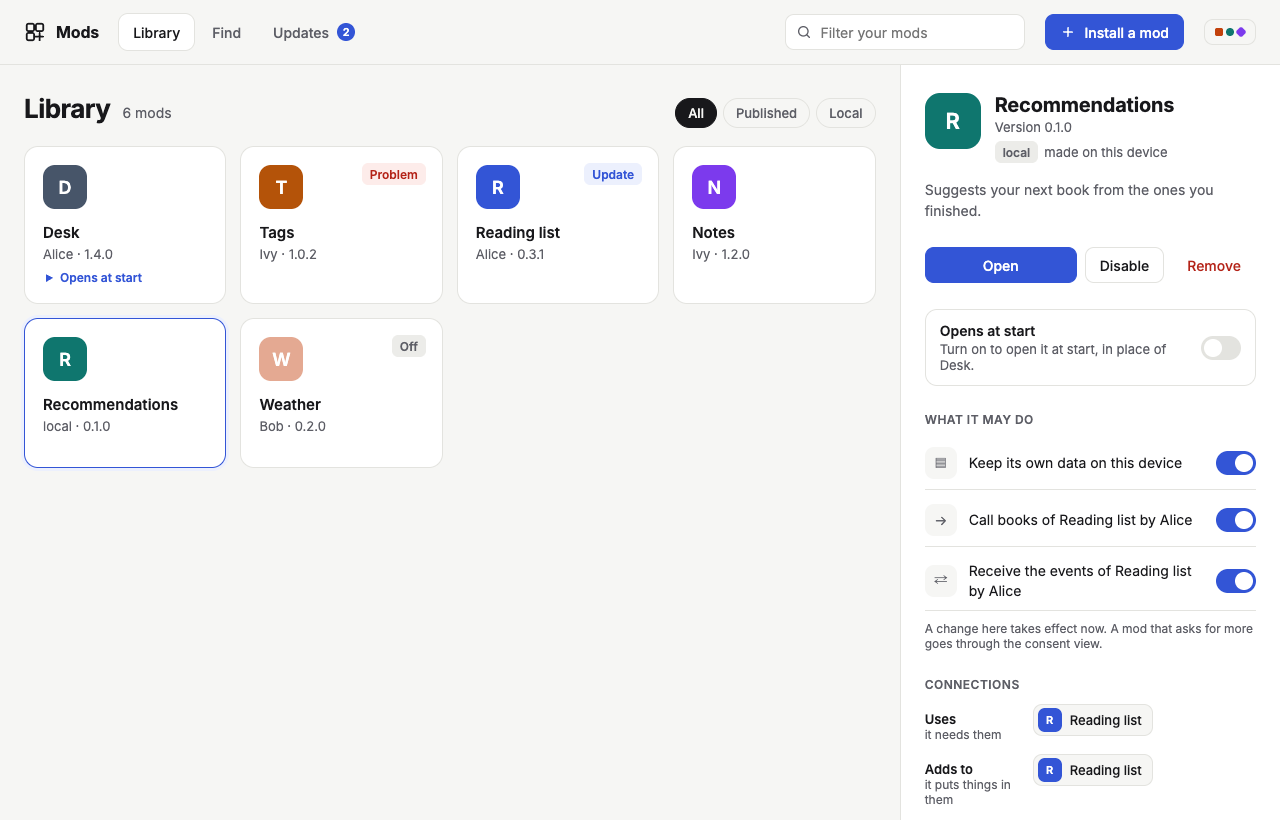 Mods
Library
Find
Updates 2
Filter your mods
Install a mod
Library
6 mods
All
Published
Local
D
Desk
Alice · 1.4.0
Opens at start
T
Problem
Tags
Ivy · 1.0.2
R
Update
Reading list
Alice · 0.3.1
N
Notes
Ivy · 1.2.0
R
Recommendations
local · 0.1.0
W
Off
Weather
Bob · 0.2.0
R
Recommendations
Version 0.1.0
local made on this device
Suggests your next book from the ones you
finished.
Open
Disable
Remove
Opens at start
Turn on to open it at start, in place of
Desk.
WHAT IT MAY DO
Keep its own data on this device
Call books of Reading list by Alice
Receive the events of Reading list
by Alice
A change here takes effect now. A mod that asks for more
goes through the consent view.
CONNECTIONS
Uses
it needs them
R Reading list
Adds to
it puts things in
them
R Reading list